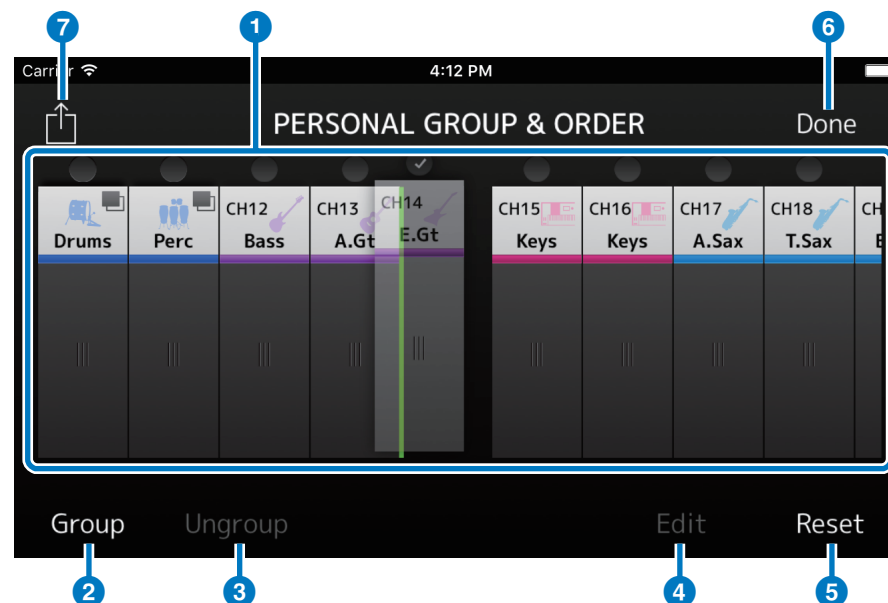 7 1 6
Carrier 4:12 PM
PERSONAL GROUP & ORDER Done
Drums Perc CH12 Bass CH13 A.Gt CH14 E.Gt CH15 Keys CH16 Keys CH17 A.Sax CH18 T.Sax CH
Group Ungroup Edit Reset
2 3 4 5